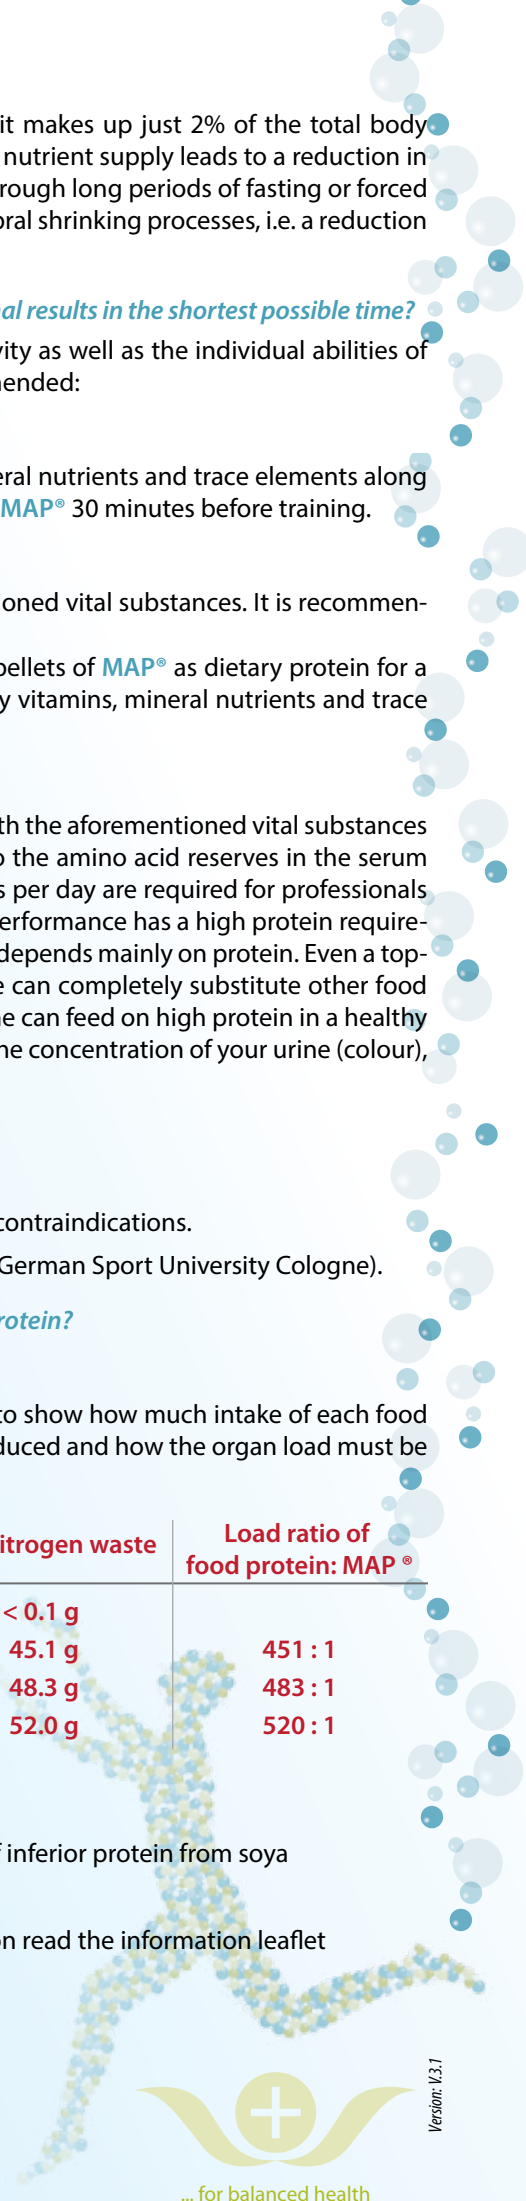 it makes up just 2% of the total body
nutrient supply leads to a reduction in
rough long periods of fasting or forced
bral shrinking processes, i.e. a reduction
al results in the shortest possible time?
vity as well as the individual abilities of
mended:
eral nutrients and trace elements along
MAP® 30 minutes before training.
oned vital substances. It is recommen-
pellets of MAP® as dietary protein for a
y vitamins, mineral nutrients and trace
th the aforementioned vital substances
o the amino acid reserves in the serum
s per day are required for professionals
erformance has a high protein require-
depends mainly on protein. Even a top-
e can completely substitute other food
ne can feed on high protein in a healthy
he concentration of your urine (colour),
contraindications.
German Sport University Cologne).
rotein?
to show how much intake of each food
duced and how the organ load must be
itrogen waste
Load ratio of
food protein: MAP ®
< 0.1 g
45.1 g 451 : 1
48.3 g 483 : 1
52.0 g 520 : 1
f inferior protein from soya
on read the information leaflet
Version: V.3.1
... for balanced health